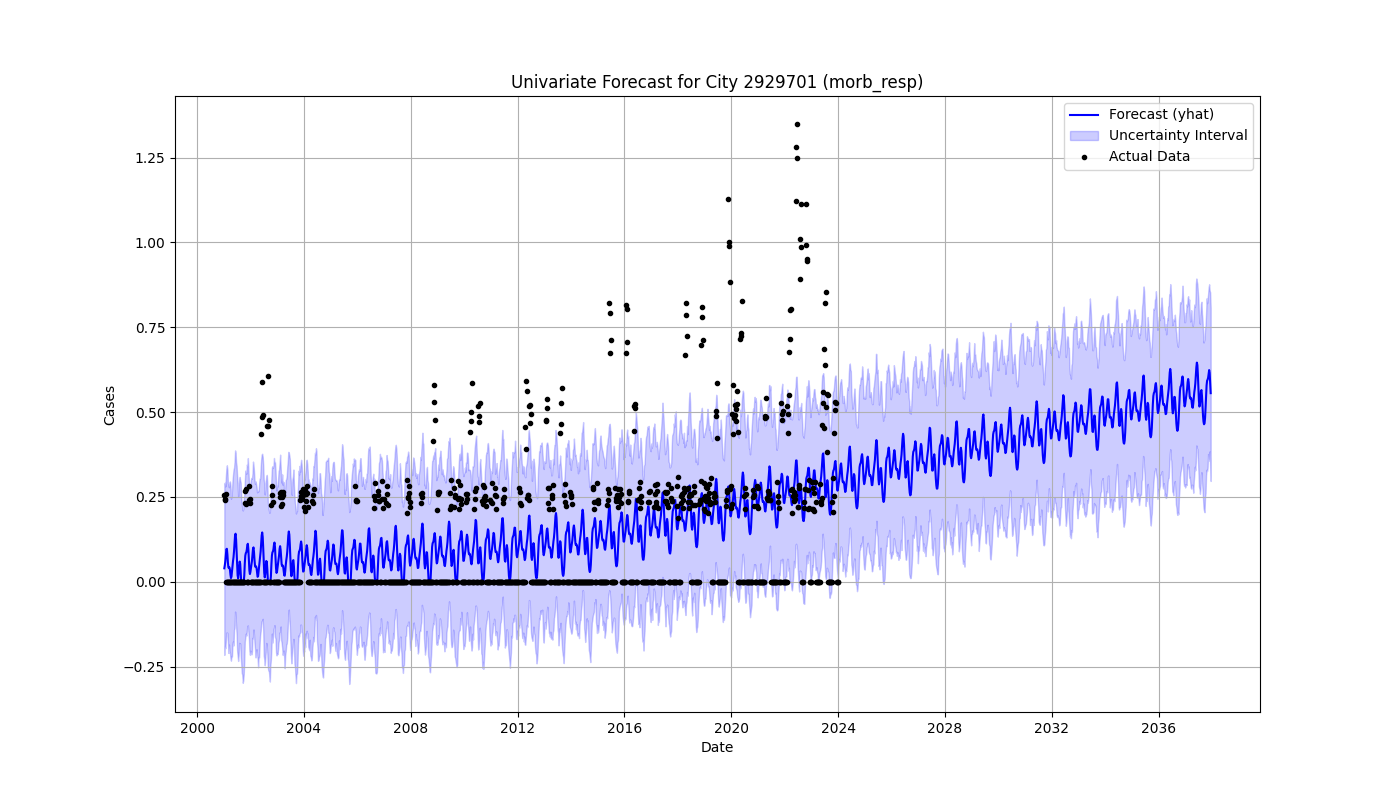 Univariate Forecast for City 2929701 (morb_resp)
Forecast (yhat)
Uncertainty Interval
Actual Data
Cases
1.25
1.00
0.75
0.50
0.25
0.00
−0.25
2000 2004 2008 2012 2016 2020 2024 2028 2032 2036
Date